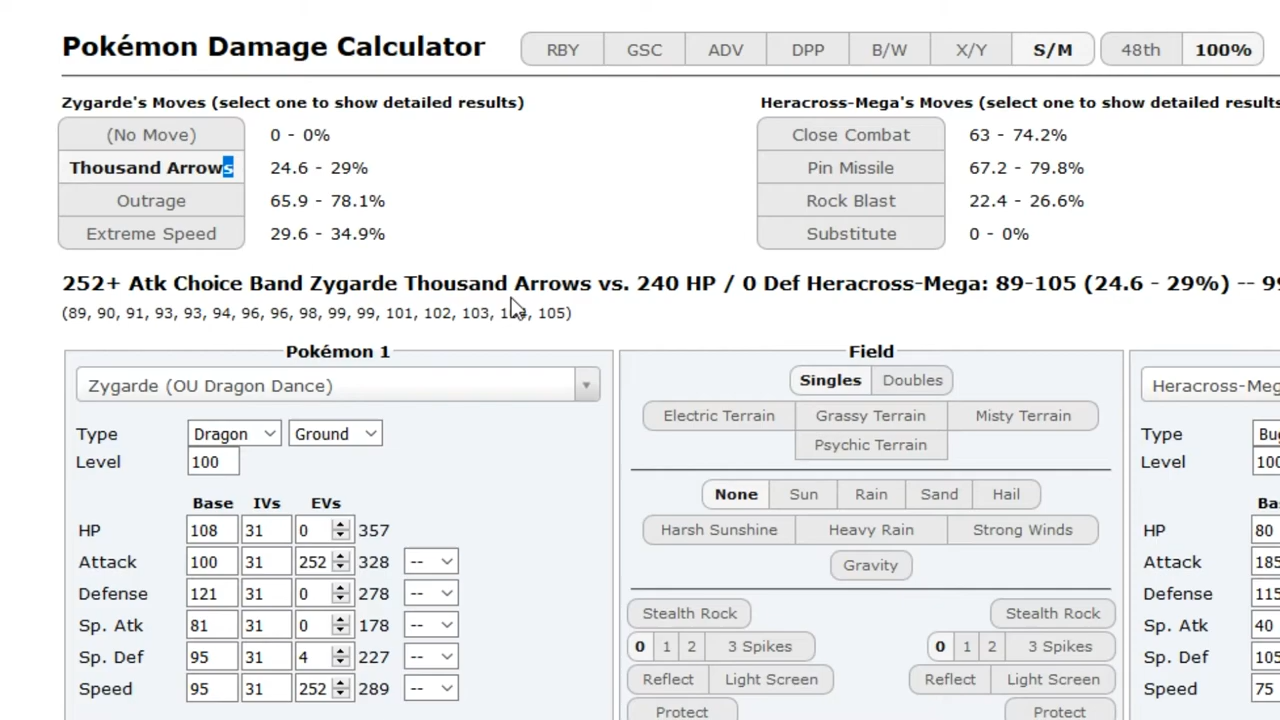 Pokémon Damage Calculator
RBY GSC ADV DPP B/W X/Y S/M 48th 100%
Zygarde's Moves (select one to show detailed results)
(No Move) 0 - 0%
Thousand Arrows 24.6 - 29%
Outrage 65.9 - 78.1%
Extreme Speed 29.6 - 34.9%
Heracross-Mega's Moves (select one to show detailed results
Close Combat 63 - 74.2%
Pin Missile 67.2 - 79.8%
Rock Blast 22.4 - 26.6%
Substitute 0 - 0%
252+ Atk Choice Band Zygarde Thousand Arrows vs. 240 HP / 0 Def Heracross-Mega: 89-105 (24.6 - 29%) -- 99
(89, 90, 91, 93, 93, 94, 96, 96, 98, 99, 99, 101, 102, 103, 104, 105)
Pokémon 1
Zygarde (OU Dragon Dance)
Type Dragon Ground
Level 100
Base IVs EVs
HP 108 31 0 357
Attack 100 31 252 328 --
Defense 121 31 0 278 --
Sp. Atk 81 31 0 178 --
Sp. Def 95 31 4 227 --
Speed 95 31 252 289 --
Field
Singles Doubles
Electric Terrain Grassy Terrain Misty Terrain
Psychic Terrain
None Sun Rain Sand Hail
Harsh Sunshine Heavy Rain Strong Winds
Gravity
Stealth Rock Stealth Rock
0 1 2 3 Spikes 0 1 2 3 Spikes
Reflect Light Screen Reflect Light Screen
Protect Protect
Heracross-Meg
Type Bug
Level 100
Bas
HP 80
Attack 185
Defense 115
Sp. Atk 40
Sp. Def 105
Speed 75